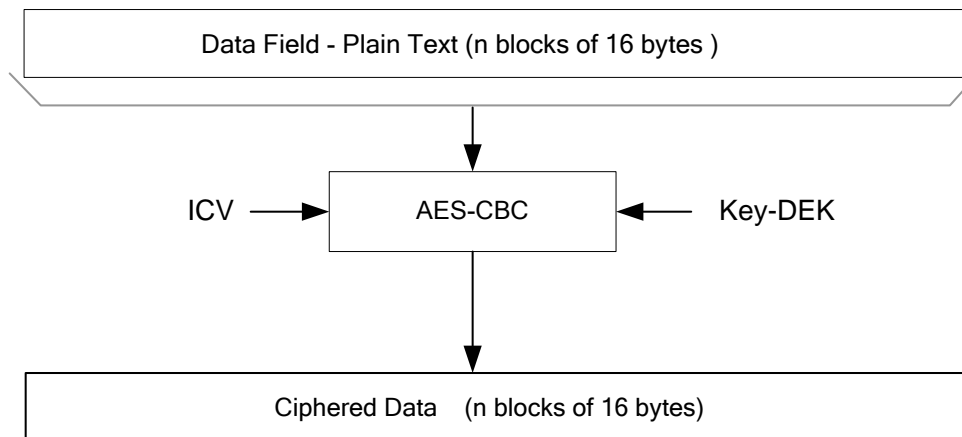 Data Field - Plain Text (n blocks of 16 bytes )
ICV
AES-CBC
Key-DEK
Ciphered Data (n blocks of 16 bytes)